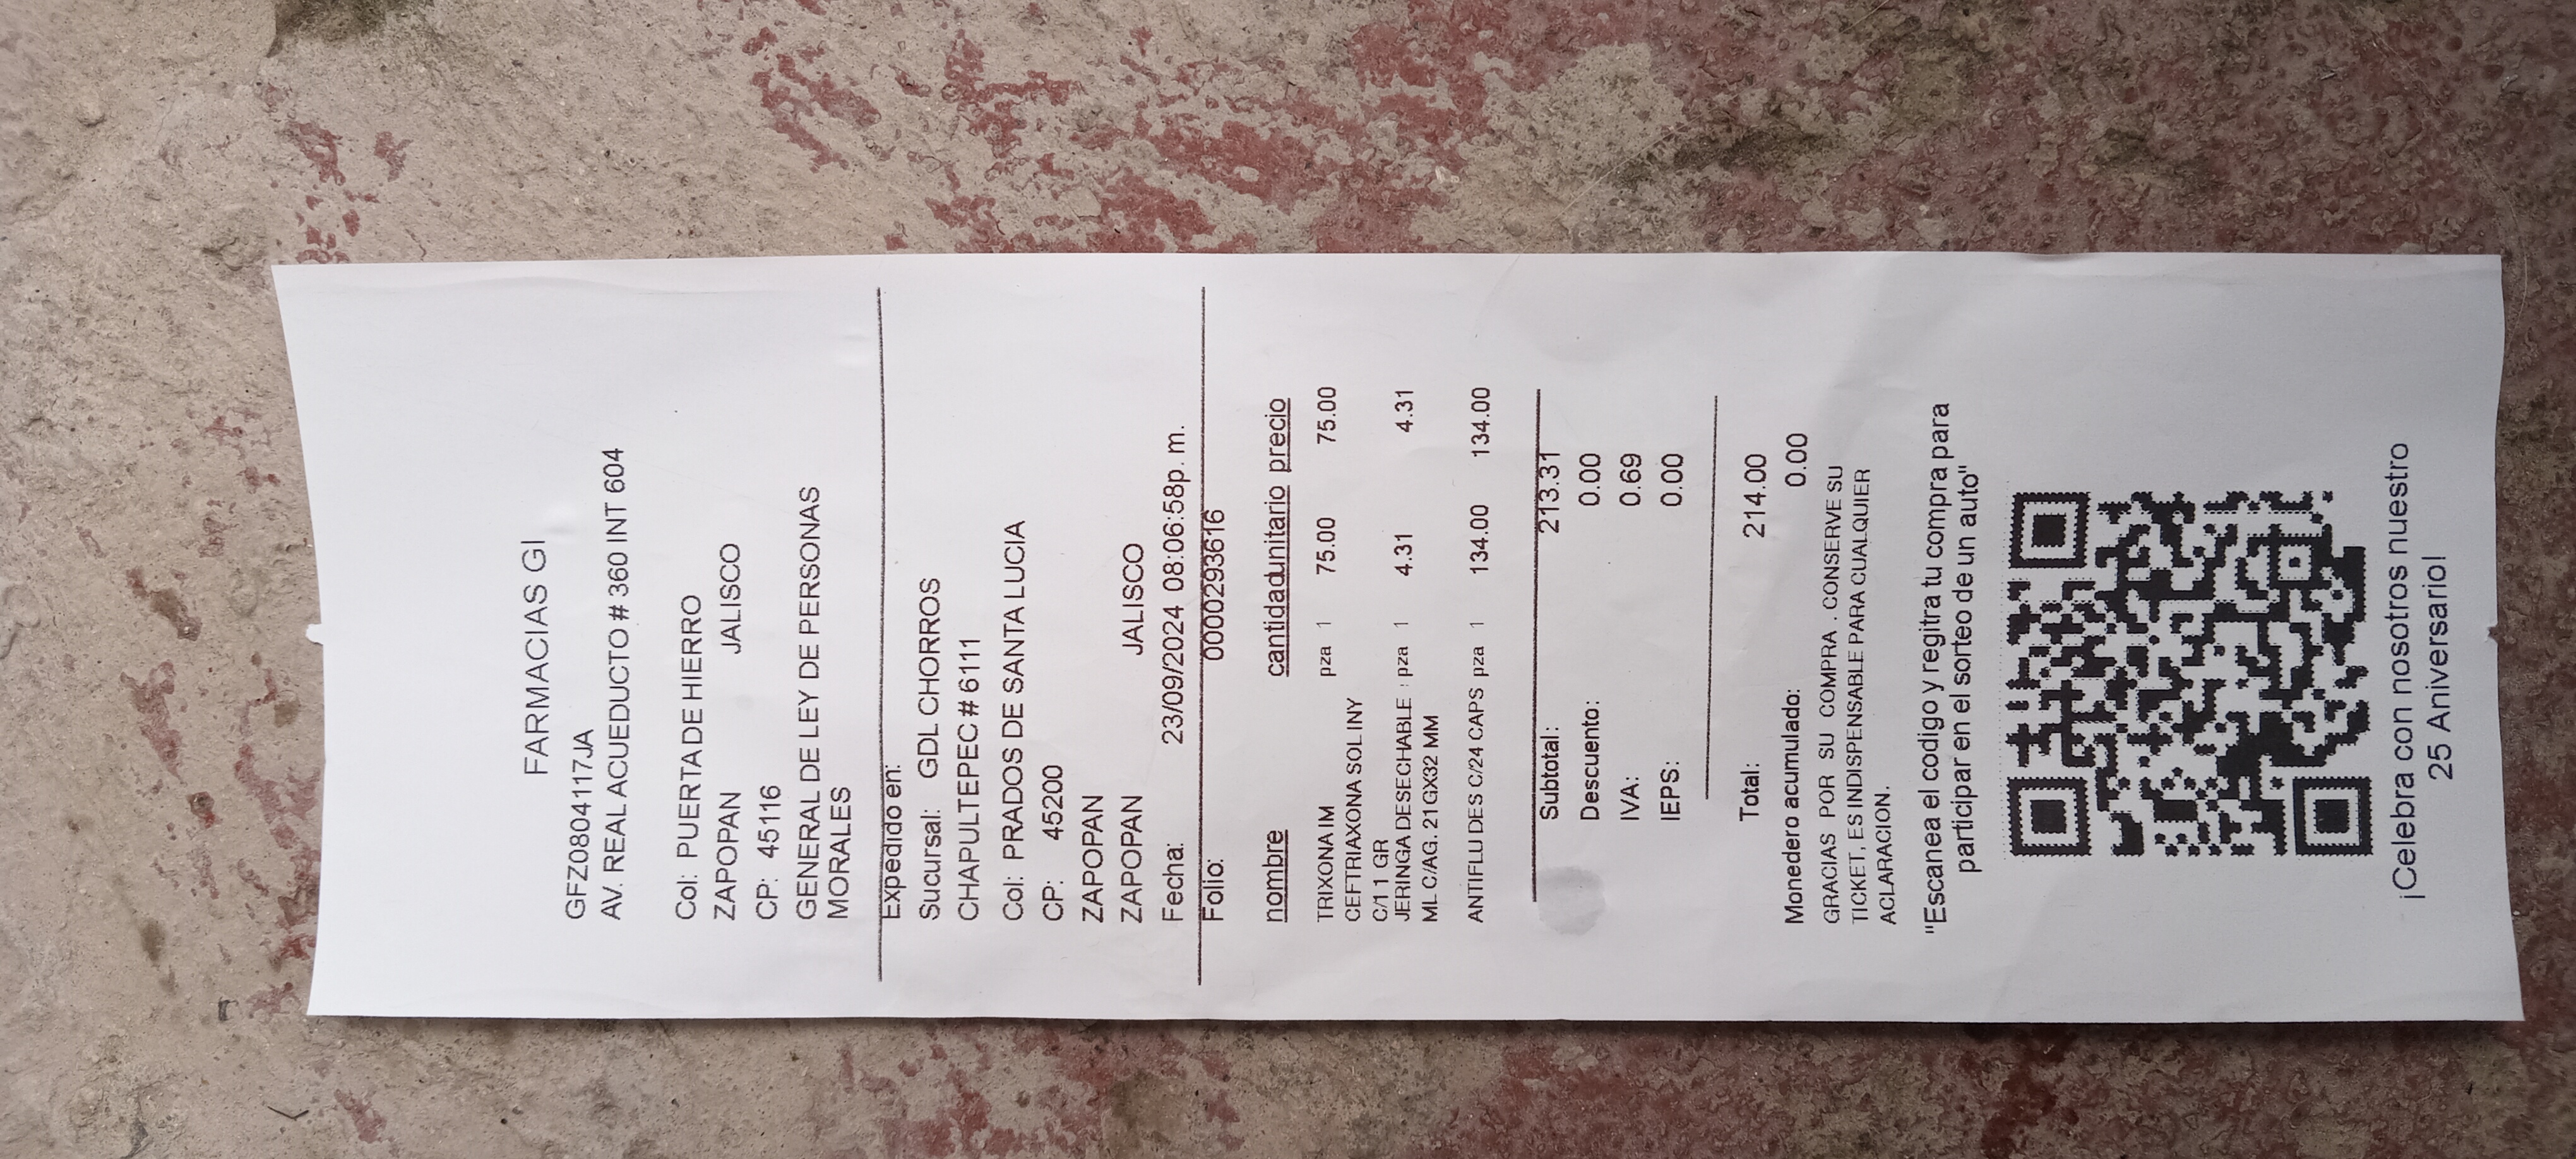 FARMACIAS GI
GFZ0804117JA
AV. REAL ACUEDUCTO # 360 INT 604
Col: PUERTA DE HIERRO
ZAPOPAN JALISCO
CP: 45116
GENERAL DE LEY DE PERSONAS
MORALES
Expedido en:
Sucursal: GDL CHORROS
CHAPULTEPEC # 6111
Col: PRADOS DE SANTA LUCIA
CP: 45200
ZAPOPAN
ZAPOPAN JALISCO
Fecha: 23/09/2024 08:06:58p. m.
Folio: 0000293616
nombre cantidadunitario precio
TRIXONA IM pza 1 75.00 75.00
CEFTRIAXONA SOL INY
C/1 1 GR
JERINGA DESECHABLE : pza 1 4.31 4.31
ML C/AG. 21GX32 MM
ANTIFLU DES C/24 CAPS pza 1 134.00 134.00
Subtotal: 213.31
Descuento: 0.00
IVA: 0.69
IEPS: 0.00
Total: 214.00
Monedero acumulado: 0.00
GRACIAS POR SU COMPRA . CONSERVE SU
TICKET, ES INDISPENSABLE PARA CUALQUIER
ACLARACION.
"Escanea el codigo y regitra tu compra para
participar en el sorteo de un auto"
¡Celebra con nosotros nuestro
25 Aniversario!